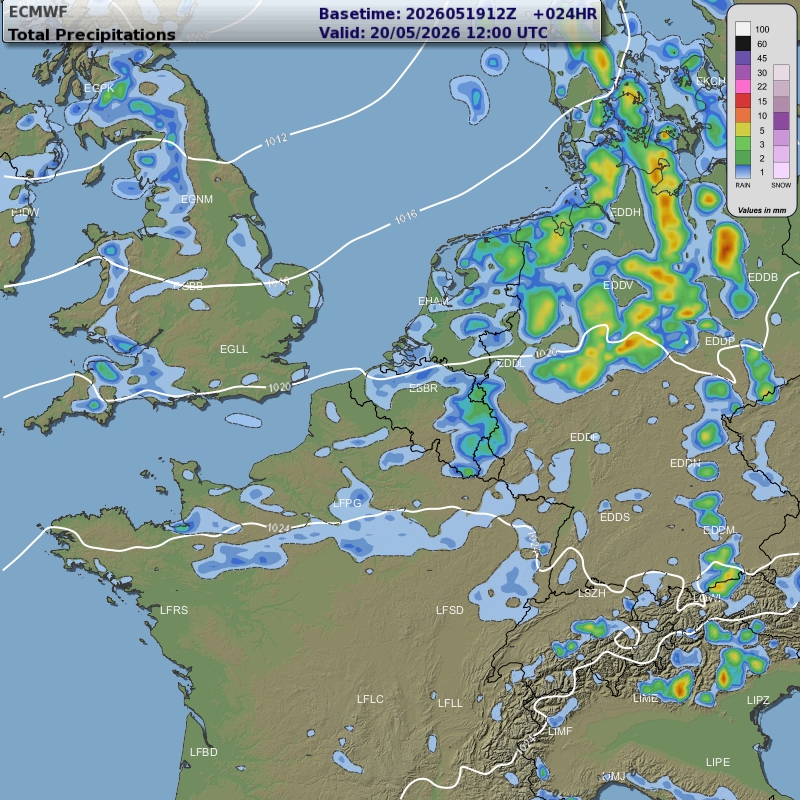 ECMWF
Basetime: 2026051912Z +024HR
Total Precipitations
Valid: 20/05/2026 12:00 UTC
100
60
45
30
22
15
10
5
3
2
1
RAIN SNOW
Values in mm
EKCH
EGPK
1012
EGNM
1016
EDDH
EDDB
EDDV
EHAM
EGLL
EDDP
1020
EDDL
1020
EBBR
EDDF
EDDN
LFPG
EDDS
1024
EDDM
LSZH
LOWI
LFRS
LFSD
LFLC
LFLL
LIPZ
LIME
LIMF
LFBD
LIPE
LIMJ